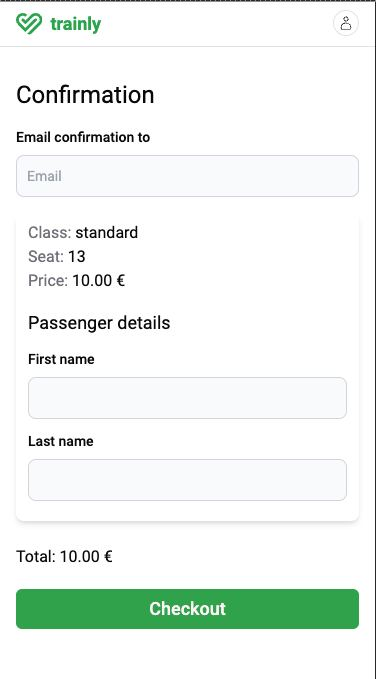 trainly
Confirmation
Email confirmation to
Email
Class: standard
Seat: 13
Price: 10.00 €
Passenger details
First name
Last name
Total: 10.00 €
Checkout